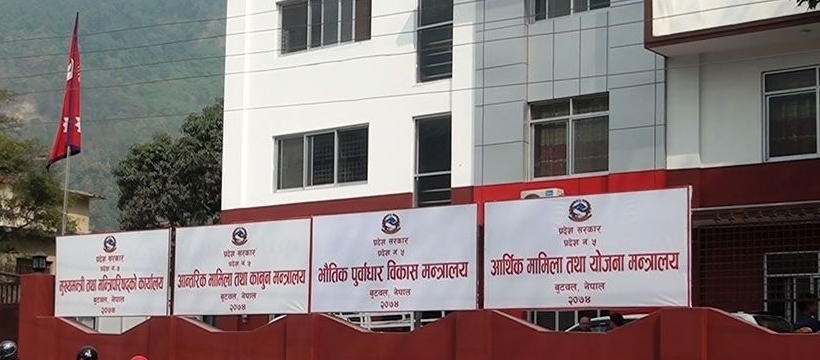 प्रदेश सरकार
प्रदेश नं. ५
मुख्यमन्त्री तथा मन्त्रिपरिषद्को कार्यालय
बुटवल, नेपाल
२०७४
प्रदेश सरकार
प्रदेश नं. ५
आन्तरिक मामिला तथा कानुन मन्त्रालय
बुटवल, नेपाल
२०७४
प्रदेश सरकार
प्रदेश नं. ५
भौतिक पुर्वाधार विकास मन्त्रालय
बुटवल, नेपाल
२०७४
प्रदेश सरकार
प्रदेश नं. ५
आर्थिक मामिला तथा योजना मन्त्रालय
बुटवल, नेपाल
२०७४